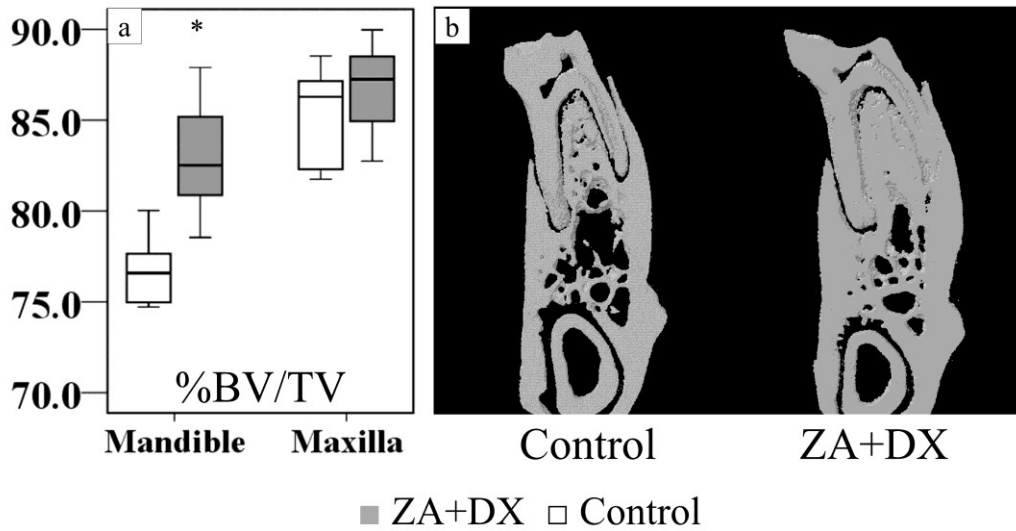 a
*
b
90.0
85.0
80.0
75.0
70.0
%BV/TV
Mandible Maxilla
Control ZA+DX
ZA+DX Control